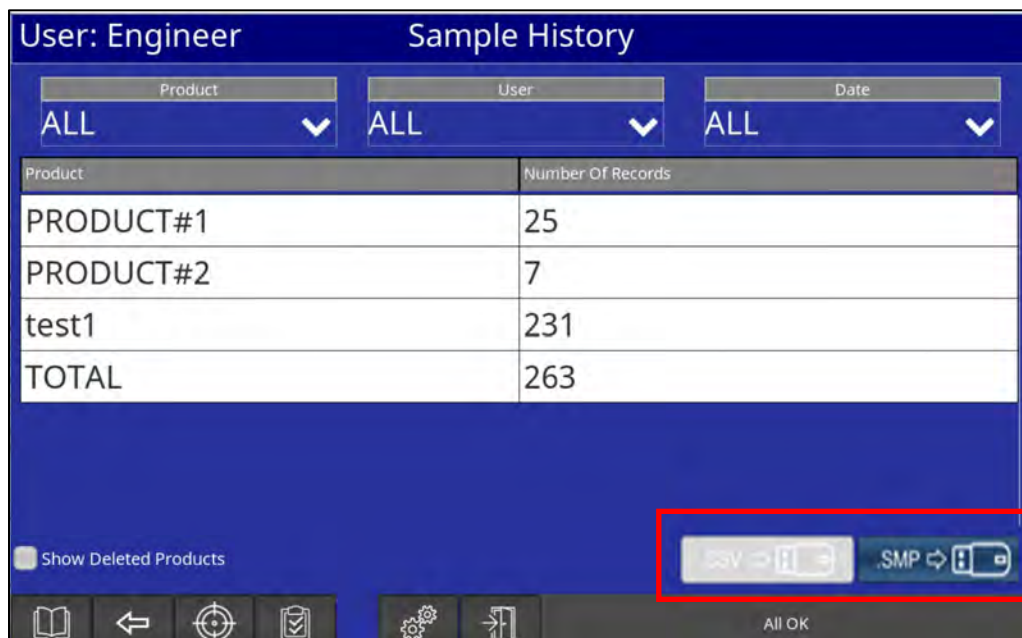 User: Engineer Sample History
Product User Date
ALL ALL ALL
Product Number Of Records
PRODUCT#1 25
PRODUCT#2 7
test1 231
TOTAL 263
Show Deleted Products
.SMP
All OK